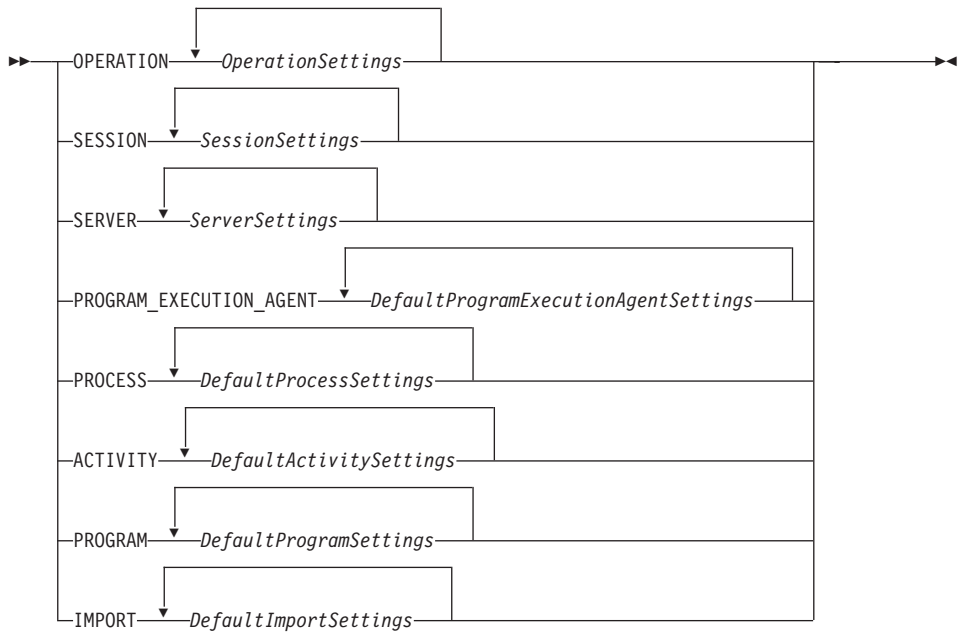 OPERATION OperationSettings
SESSION SessionSettings
SERVER ServerSettings
PROGRAM_EXECUTION_AGENT DefaultProgramExecutionAgentSettings
PROCESS DefaultProcessSettings
ACTIVITY DefaultActivitySettings
PROGRAM DefaultProgramSettings
IMPORT DefaultImportSettings